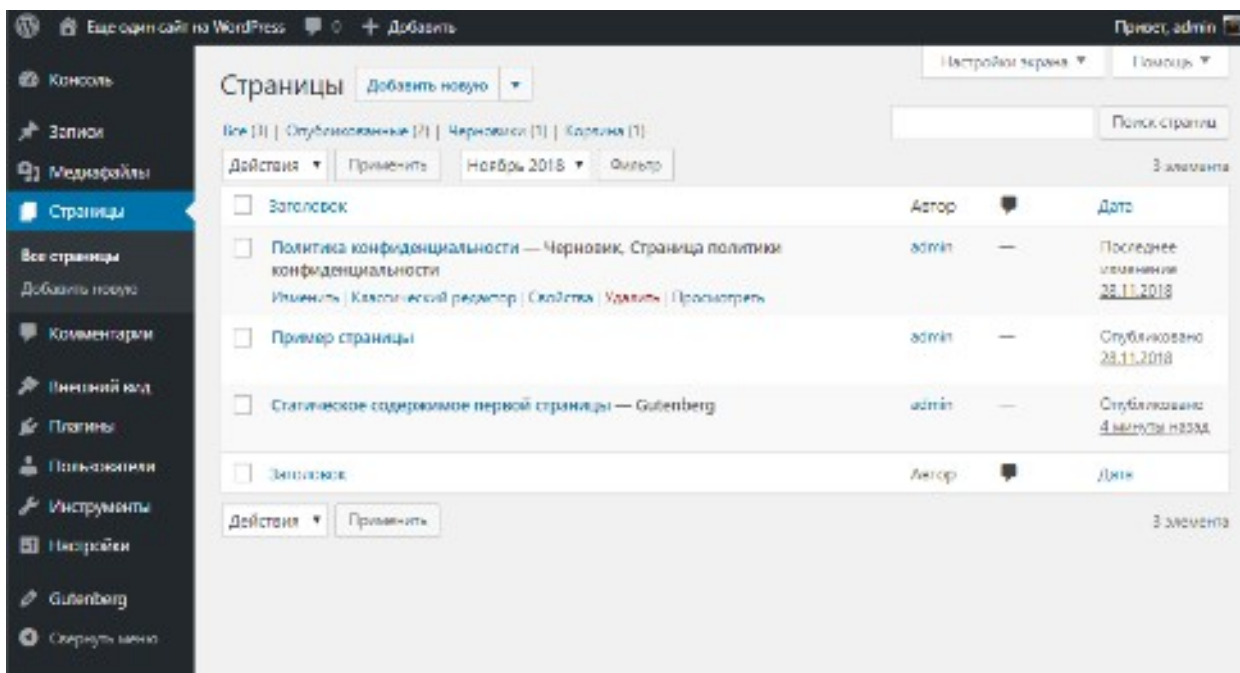 Еще один сайт на WordPress 0 + Добавить Привет, admin
Консоль
Записи
Медиафайлы
Страницы
Все страницы
Добавить новую
Комментарии
Внешний вид
Плагины
Пользователи
Инструменты
Настройки
Gutenberg
Свернуть меню
Настройки экрана Помощь
Страницы Добавить новую
Все (3) | Опубликованные (2) | Черновики (1) | Корзина (1)
Поиск страниц
Действия Применить Ноябрь 2018 Фильтр 3 элемента
Заголовок Автор Дата
Политика конфиденциальности — Черновик, Страница политики
конфиденциальности
admin — Последнее
изменение
28.11.2018
Изменить | Классический редактор | Свойства | Удалить | Просмотреть
Пример страницы admin — Опубликовано
28.11.2018
Статическое содержимое первой страницы — Gutenberg admin — Опубликовано
4 минуты назад
Заголовок Автор Дата
Действия Применить 3 элемента